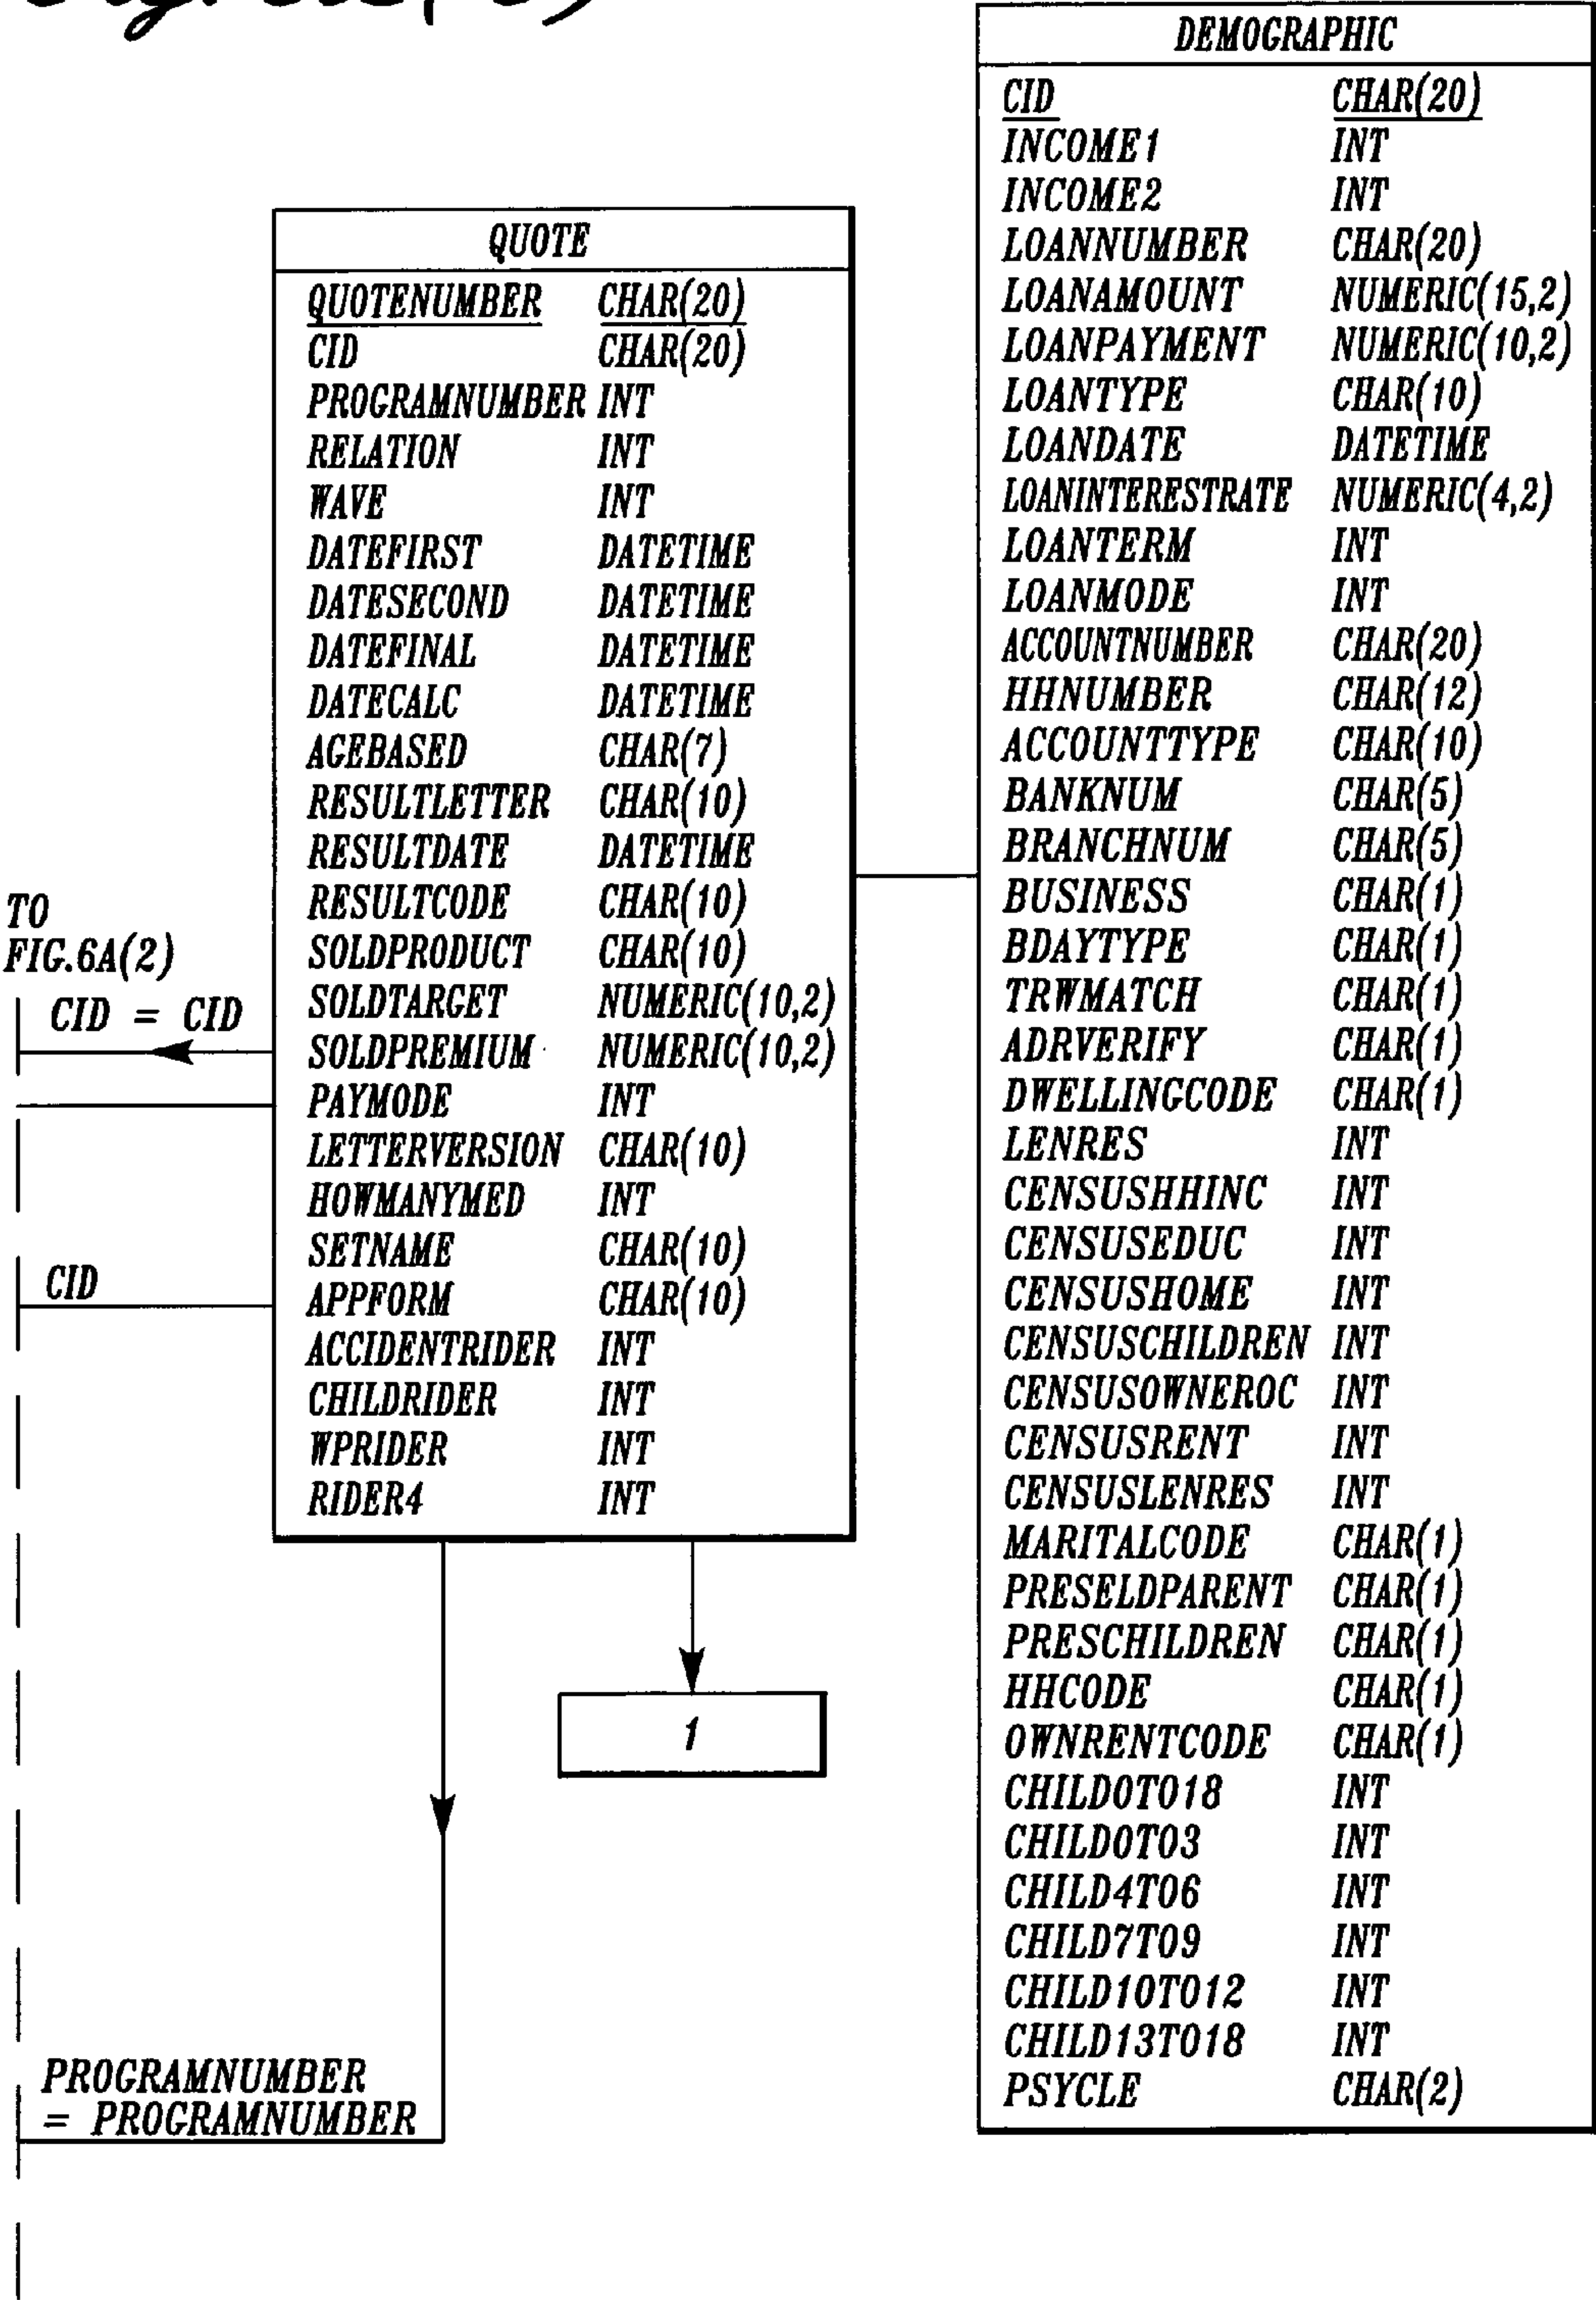 QUOTE
QUOTENUMBER CHAR(20)
CID CHAR(20)
PROGRAMNUMBER INT
RELATION INT
WAVE INT
DATEFIRST DATETIME
DATESECOND DATETIME
DATEFINAL DATETIME
DATECALC DATETIME
AGEBASED CHAR(7)
RESULTLETTER CHAR(10)
RESULTDATE DATETIME
RESULTCODE CHAR(10)
SOLDPRODUCT CHAR(10)
SOLDTARGET NUMERIC(10,2)
SOLDPREMIUM NUMERIC(10,2)
PAYMODE INT
LETTERVERSION CHAR(10)
HOWMANYMED INT
SETNAME CHAR(10)
APPFORM CHAR(10)
ACCIDENTRIDER INT
CHILDRIDER INT
WPRIDER INT
RIDER4 INT
TO
FIG.6A(2)
CID = CID
CID
1
PROGRAMNUMBER
= PROGRAMNUMBER
DEMOGRAPHIC
CID CHAR(20)
INCOME1 INT
INCOME2 INT
LOANNUMBER CHAR(20)
LOANAMOUNT NUMERIC(15,2)
LOANPAYMENT NUMERIC(10,2)
LOANTYPE CHAR(10)
LOANDATE DATETIME
LOANINTERESTRATE NUMERIC(4,2)
LOANTERM INT
LOANMODE INT
ACCOUNTNUMBER CHAR(20)
HHNUMBER CHAR(12)
ACCOUNTTYPE CHAR(10)
BANKNUM CHAR(5)
BRANCHNUM CHAR(5)
BUSINESS CHAR(1)
BDAYTYPE CHAR(1)
TRWMATCH CHAR(1)
ADRVERIFY CHAR(1)
DWELLINGCODE CHAR(1)
LENRES INT
CENSUSHHINC INT
CENSUSEDUC INT
CENSUSHOME INT
CENSUSCHILDREN INT
CENSUSOWNEROC INT
CENSUSRENT INT
CENSUSLENRES INT
MARITALCODE CHAR(1)
PRESELDPARENT CHAR(1)
PRESCHILDREN CHAR(1)
HHCODE CHAR(1)
OWNRENTCODE CHAR(1)
CHILD0TO18 INT
CHILD0TO3 INT
CHILD4TO6 INT
CHILD7TO9 INT
CHILD10TO12 INT
CHILD13TO18 INT
PSYCLE CHAR(2)